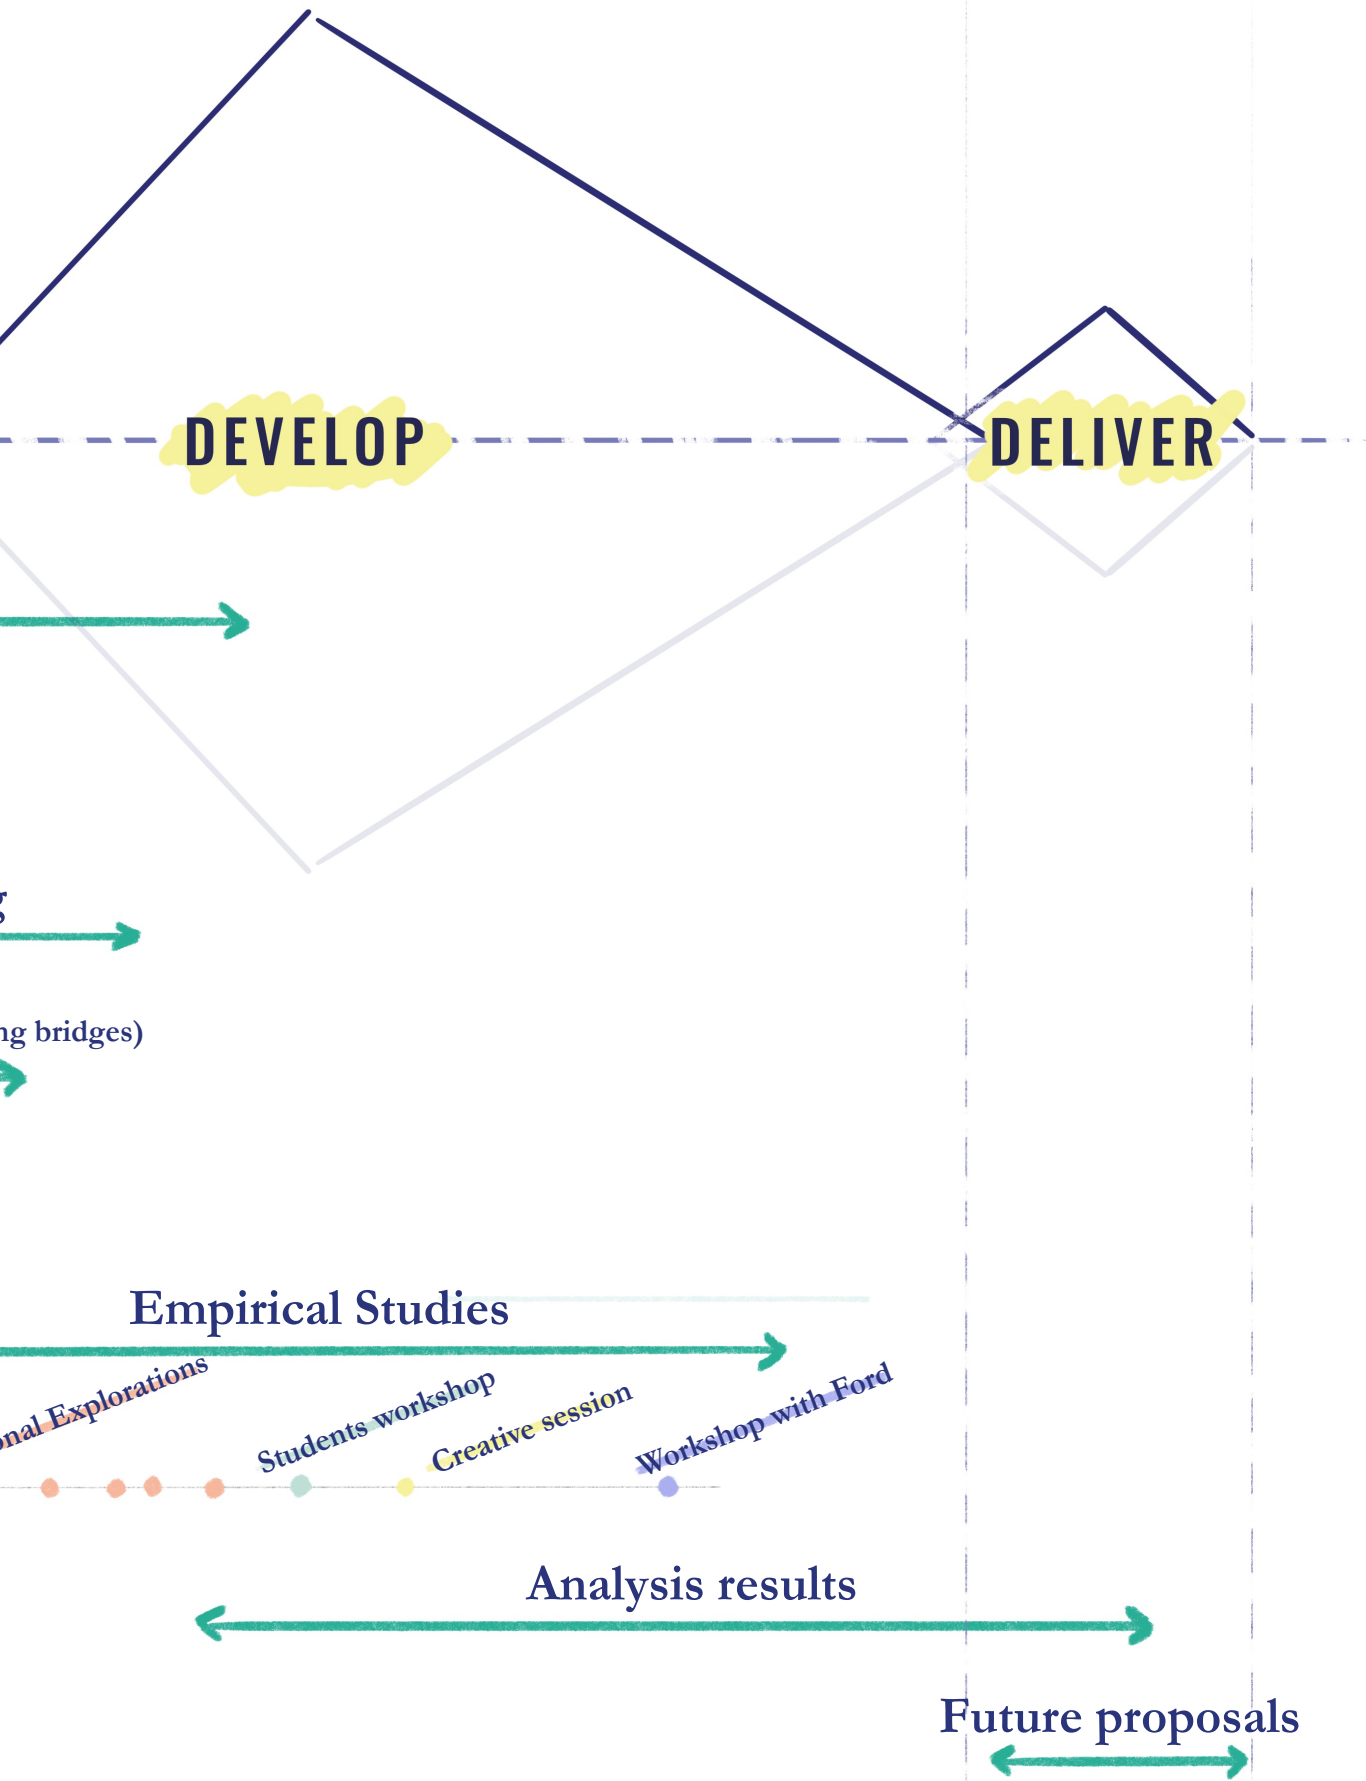 DEVELOP
DELIVER
g
ng bridges)
Empirical Studies
onal Explorations
Students workshop
Creative session
Workshop with Ford
Analysis results
Future proposals